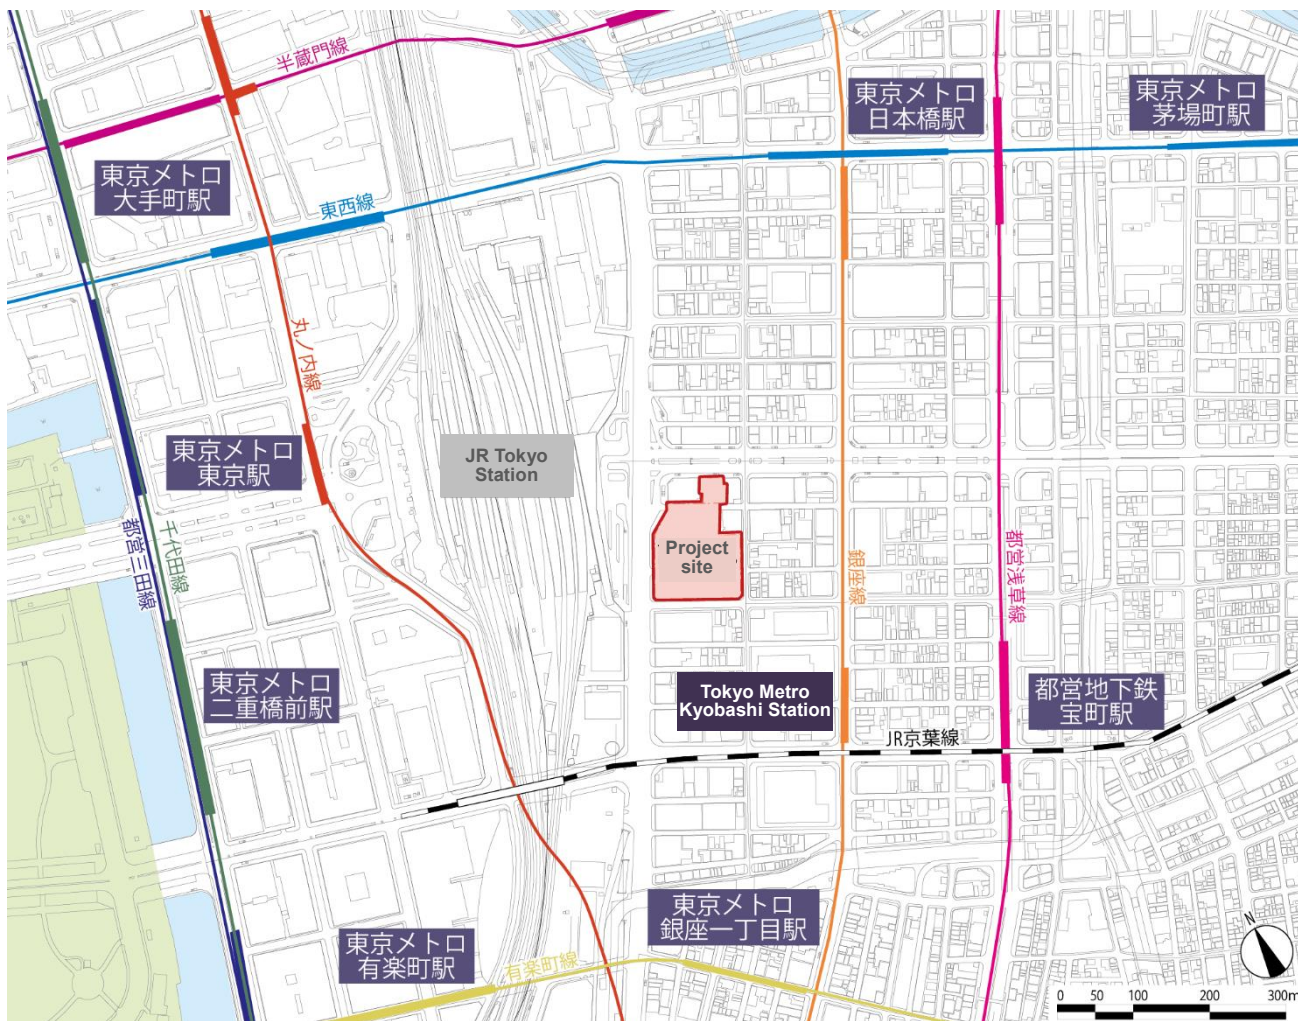 半蔵門線
東京メトロ
日本橋駅
東京メトロ
茅場町駅
東京メトロ
大手町駅
東西線
丸ノ内線
東京メトロ
東京駅
JR Tokyo
Station
都営三田線
千代田線
Project
site
銀座線
都営浅草線
東京メトロ
二重橋前駅
Tokyo Metro
Kyobashi Station
都営地下鉄
宝町駅
JR京葉線
東京メトロ
銀座一丁目駅
東京メトロ
有楽町駅
有楽町線
N
0 50 100 200 300m